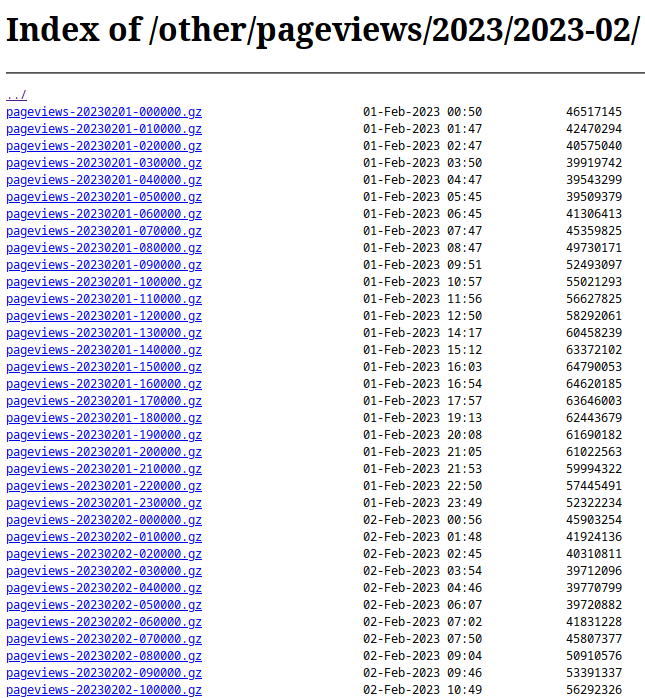 Index of /other/pageviews/2023/2023-02/
../
pageviews-20230201-000000.gz 01-Feb-2023 00:50 46517145
pageviews-20230201-010000.gz 01-Feb-2023 01:47 42470294
pageviews-20230201-020000.gz 01-Feb-2023 02:47 40575040
pageviews-20230201-030000.gz 01-Feb-2023 03:50 39919742
pageviews-20230201-040000.gz 01-Feb-2023 04:47 39543299
pageviews-20230201-050000.gz 01-Feb-2023 05:45 39509379
pageviews-20230201-060000.gz 01-Feb-2023 06:45 41306413
pageviews-20230201-070000.gz 01-Feb-2023 07:47 45359825
pageviews-20230201-080000.gz 01-Feb-2023 08:47 49730171
pageviews-20230201-090000.gz 01-Feb-2023 09:51 52493097
pageviews-20230201-100000.gz 01-Feb-2023 10:57 55021293
pageviews-20230201-110000.gz 01-Feb-2023 11:56 56627825
pageviews-20230201-120000.gz 01-Feb-2023 12:50 58292061
pageviews-20230201-130000.gz 01-Feb-2023 14:17 60458239
pageviews-20230201-140000.gz 01-Feb-2023 15:12 63372102
pageviews-20230201-150000.gz 01-Feb-2023 16:03 64790053
pageviews-20230201-160000.gz 01-Feb-2023 16:54 64620185
pageviews-20230201-170000.gz 01-Feb-2023 17:57 63646003
pageviews-20230201-180000.gz 01-Feb-2023 19:13 62443679
pageviews-20230201-190000.gz 01-Feb-2023 20:08 61690182
pageviews-20230201-200000.gz 01-Feb-2023 21:05 61022563
pageviews-20230201-210000.gz 01-Feb-2023 21:53 59994322
pageviews-20230201-220000.gz 01-Feb-2023 22:50 57445491
pageviews-20230201-230000.gz 01-Feb-2023 23:49 52322234
pageviews-20230202-000000.gz 02-Feb-2023 00:56 45903254
pageviews-20230202-010000.gz 02-Feb-2023 01:48 41924136
pageviews-20230202-020000.gz 02-Feb-2023 02:45 40310811
pageviews-20230202-030000.gz 02-Feb-2023 03:54 39712096
pageviews-20230202-040000.gz 02-Feb-2023 04:46 39770799
pageviews-20230202-050000.gz 02-Feb-2023 06:07 39720882
pageviews-20230202-060000.gz 02-Feb-2023 07:02 41831228
pageviews-20230202-070000.gz 02-Feb-2023 07:50 45807377
pageviews-20230202-080000.gz 02-Feb-2023 09:04 50910576
pageviews-20230202-090000.gz 02-Feb-2023 09:46 53391337
pageviews-20230202-100000.gz 02-Feb-2023 10:49 56292326